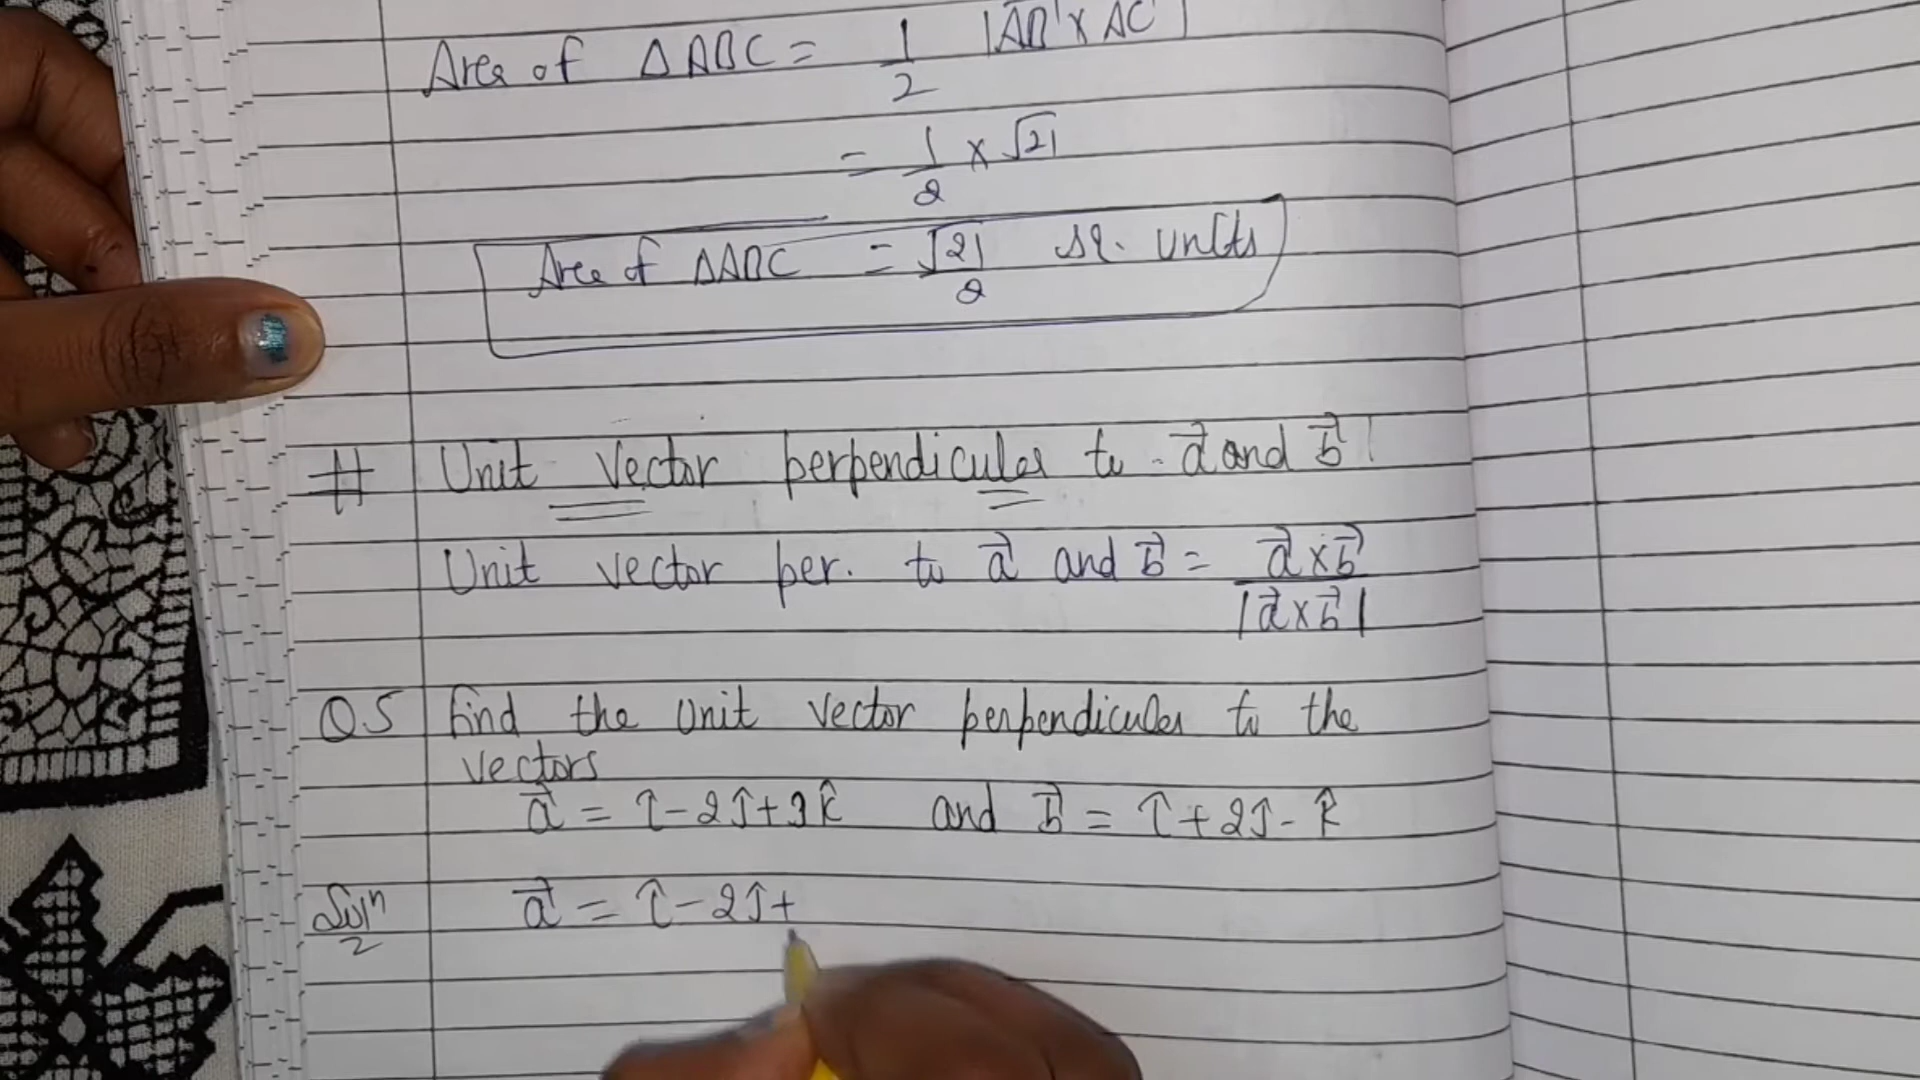 Area of ΔABC = 1/2 |AB × AC|
= 1/2 × √21
Area of ΔABC = √21/2 sq. units
# Unit Vector perpendicular to a⃗ and b⃗
Unit vector per. to a⃗ and b⃗ = a⃗×b⃗ / |a⃗×b⃗|
Q5 find the Unit vector perpendicular to the
vectors
a⃗ = î - 2ĵ + 3k̂ and b⃗ = î + 2ĵ - k̂
Solⁿ a⃗ = î - 2ĵ +